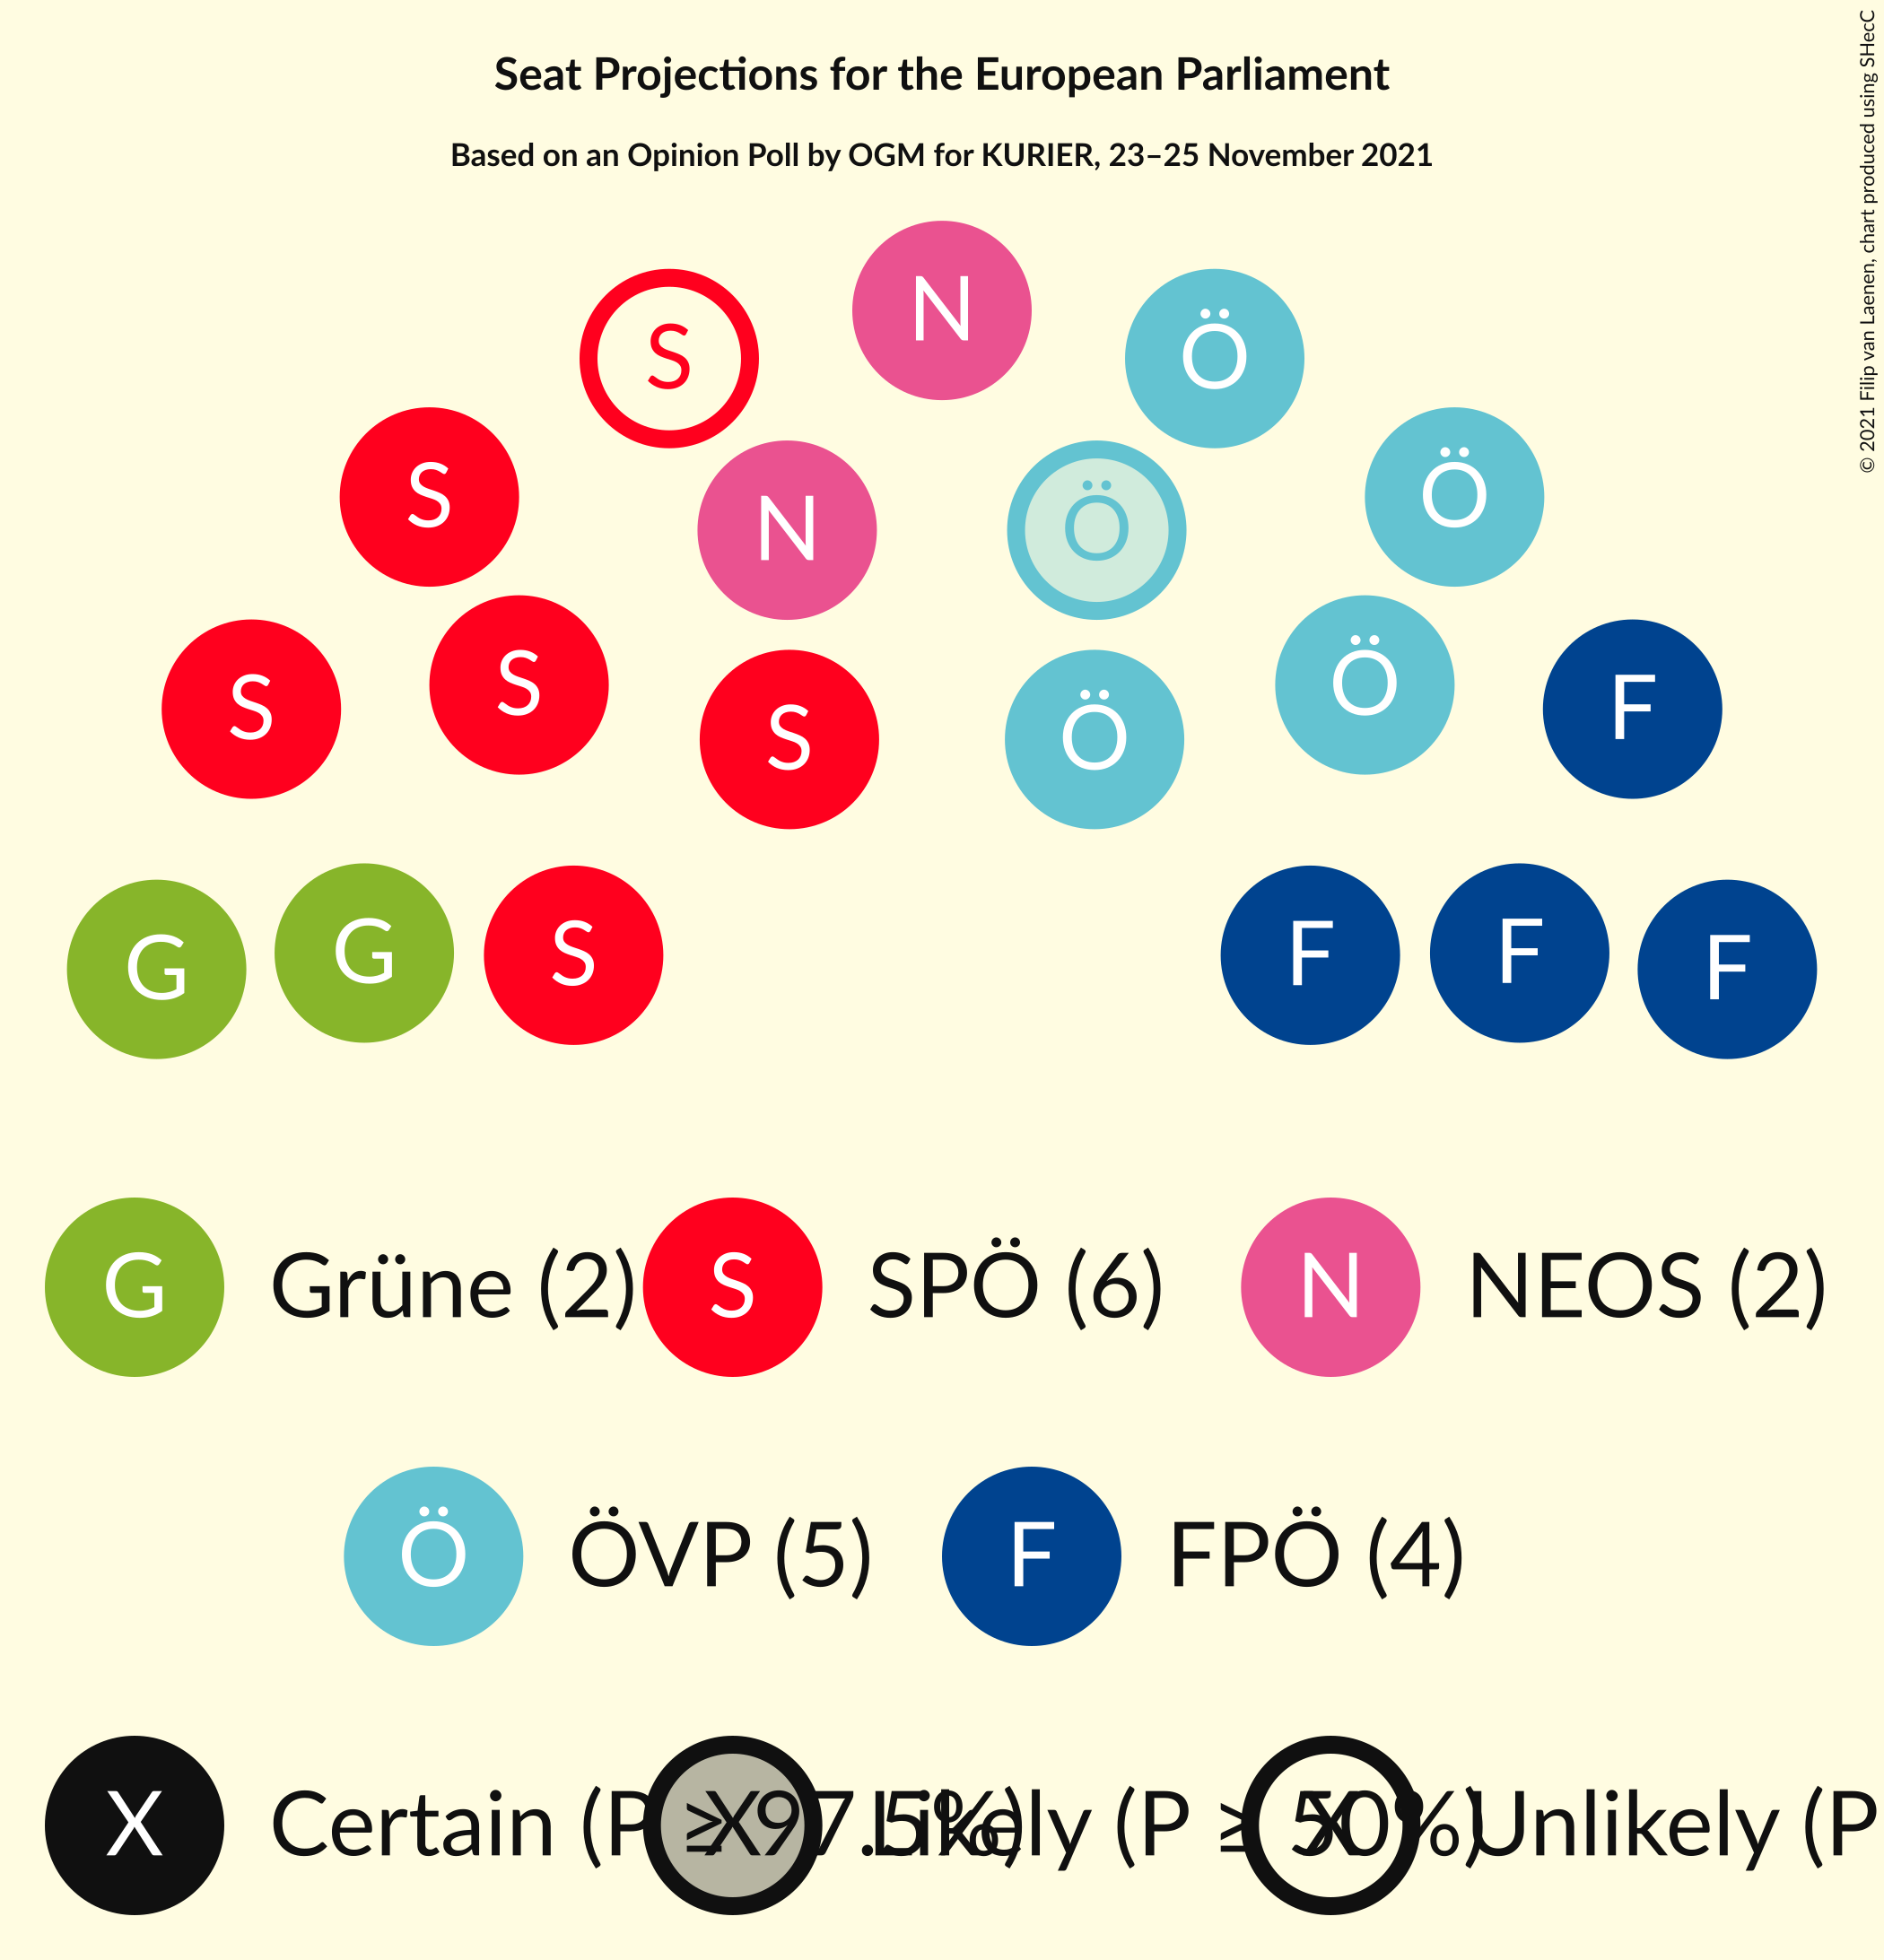 Seat Projections for the European Parliament
Based on an Opinion Poll by OGM for KURIER, 23–25 November 2021
© 2021 Filip van Laenen, chart produced using SHecC
N
S Ö
S Ö
N Ö
S Ö
S F
S Ö
G G S F F F
G Grüne (2) S SPÖ (6) N NEOS (2)
Ö ÖVP (5) F FPÖ (4)
X Certain (P ≥ 97.5%) X Likely (P ≥ 50%) X Unlikely (P